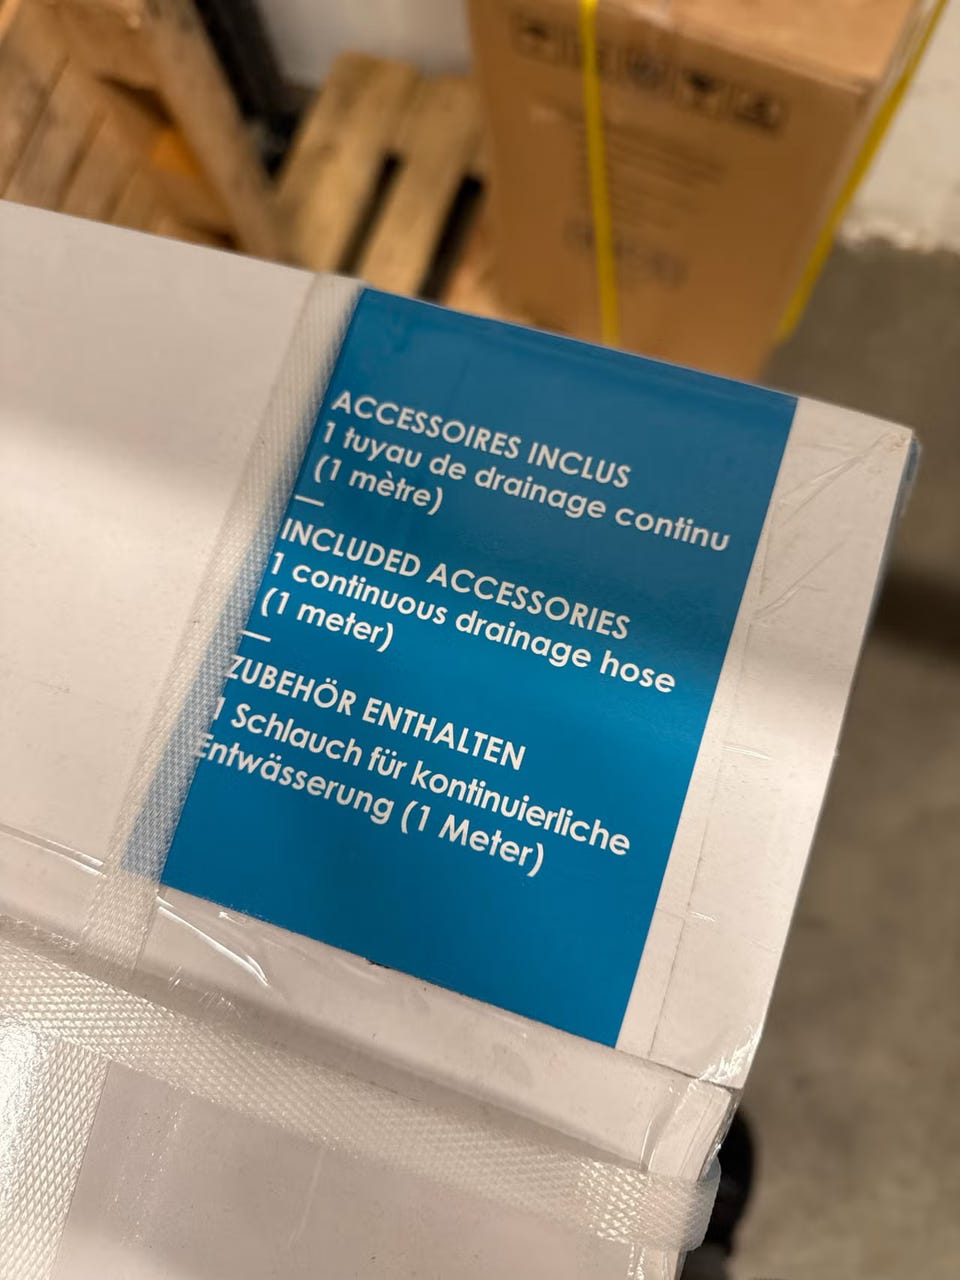 ACCESSOIRES INCLUS
1 tuyau de drainage continu
(1 mètre)
—
INCLUDED ACCESSORIES
1 continuous drainage hose
(1 meter)
—
ZUBEHÖR ENTHALTEN
1 Schlauch für kontinuierliche
Entwässerung (1 Meter)